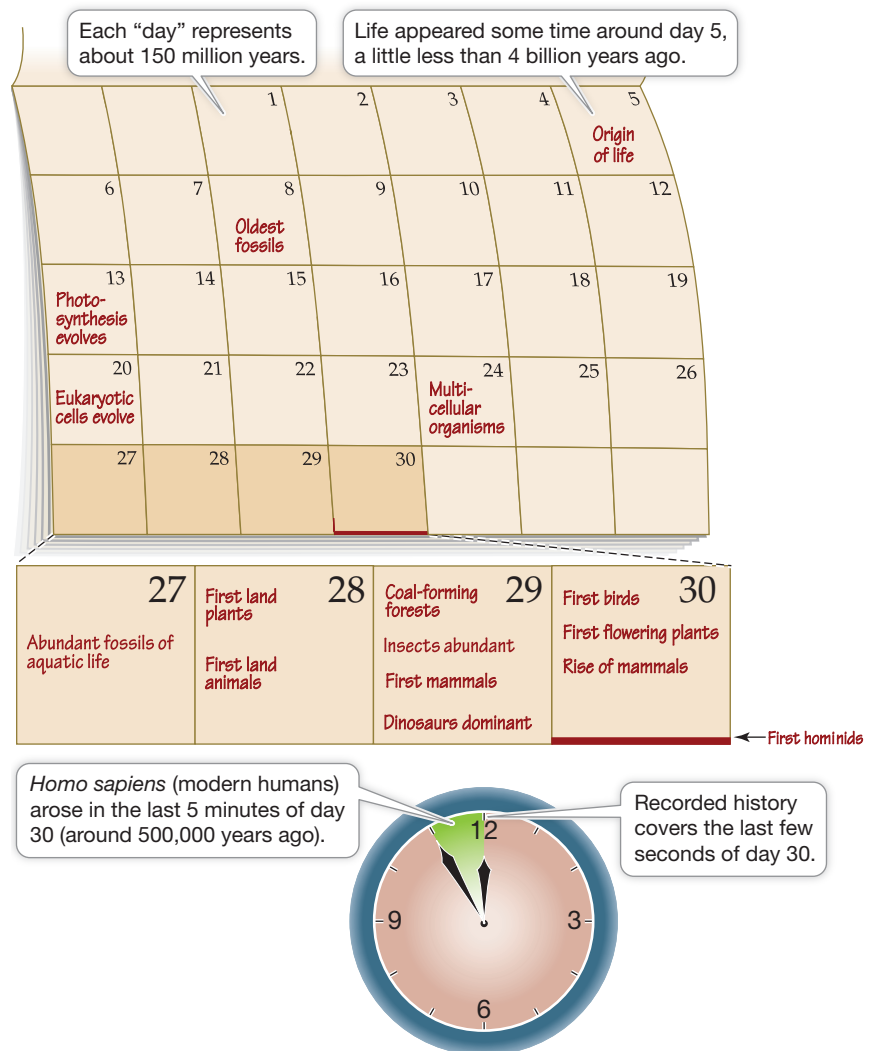 Each “day” represents
about 150 million years.
Life appeared some time around day 5,
a little less than 4 billion years ago.
1 2 3 4 5
Origin
of life
6 7 8 9 10 11 12
Oldest
fossils
13 14 15 16 17 18 19
Photo-
synthesis
evolves
20 21 22 23 24 25 26
Eukaryotic
cells evolve
Multi-
cellular
organisms
27 28 29 30
27
Abundant fossils of
aquatic life
28
First land
plants
First land
animals
29
Coal-forming
forests
Insects abundant
First mammals
Dinosaurs dominant
30
First birds
First flowering plants
Rise of mammals
First hominids
Homo sapiens (modern humans)
arose in the last 5 minutes of day
30 (around 500,000 years ago).
Recorded history
covers the last few
seconds of day 30.
12
9 3
6